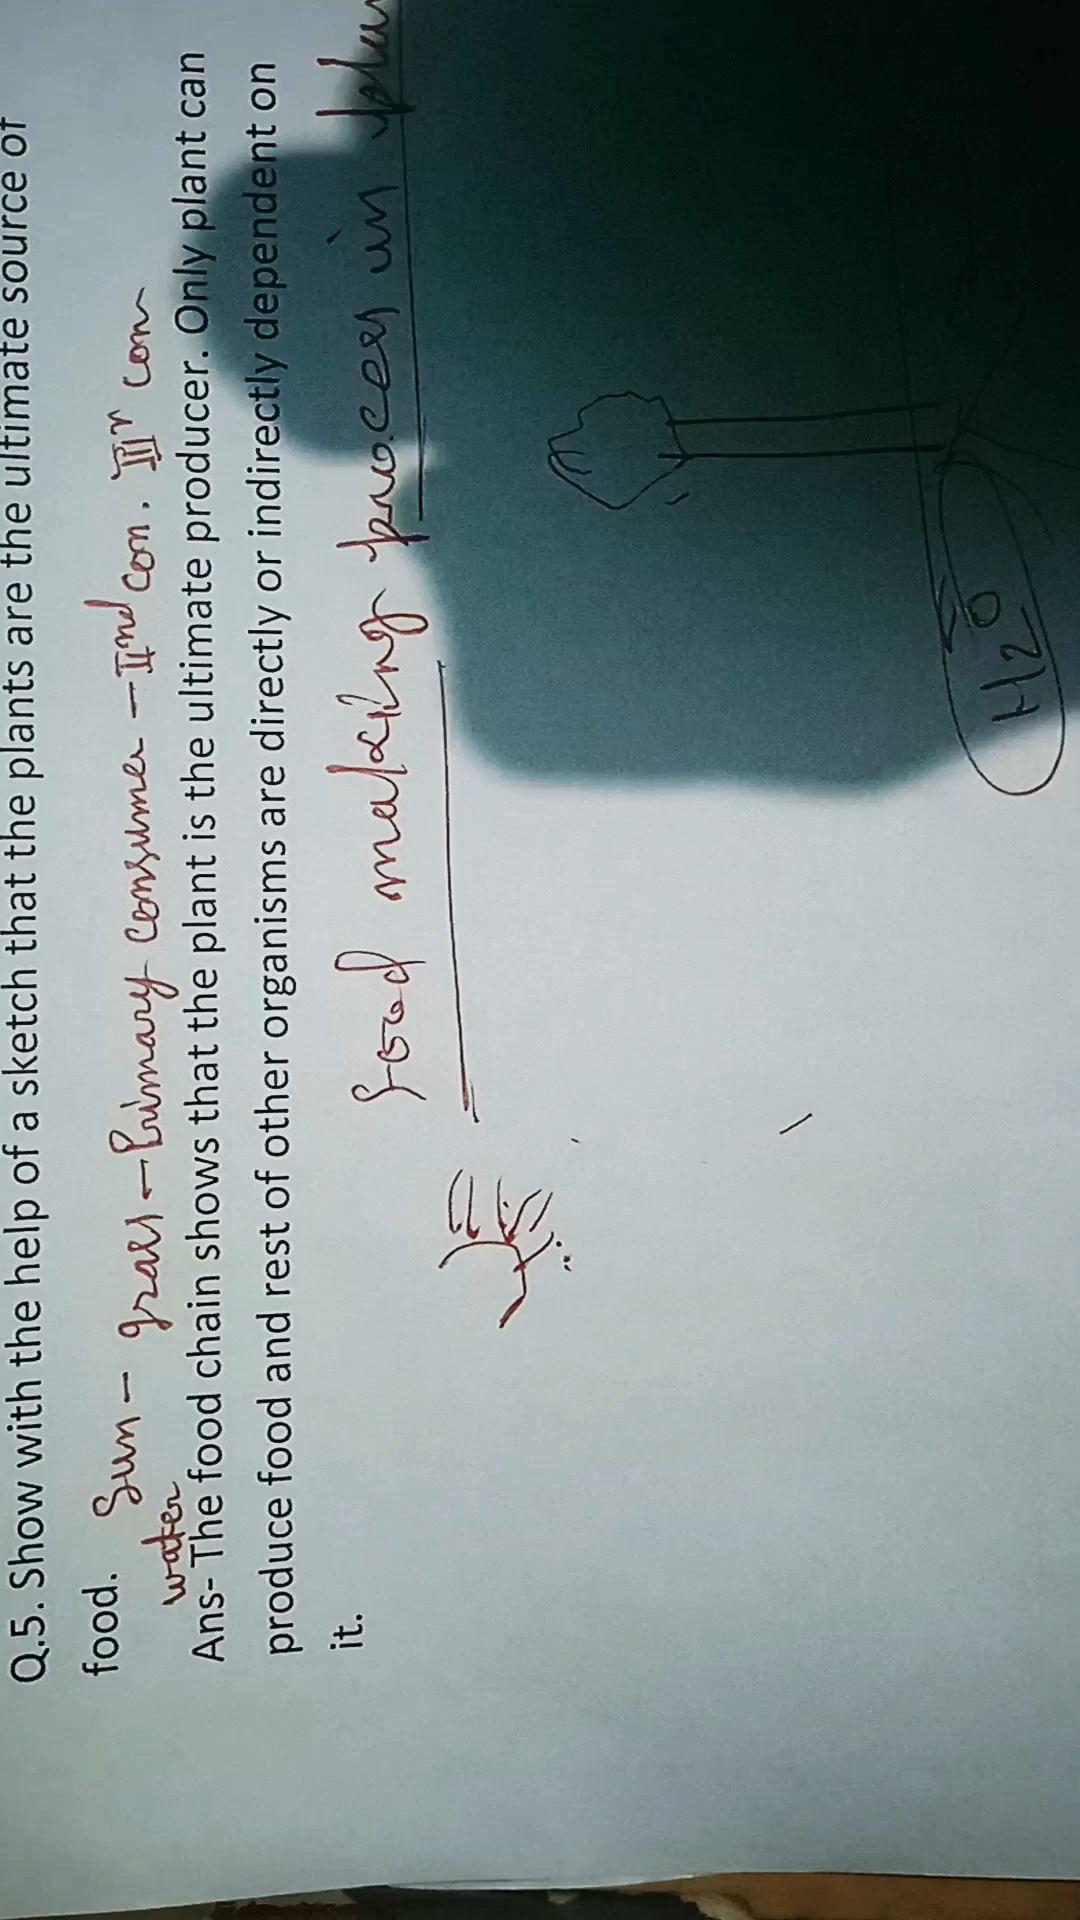 Q.5. Show with the help of a sketch that the plants are the ultimate source of
food. Sun - grass - Primary consumer - IInd con. IIIr con
water
Ans- The food chain shows that the plant is the ultimate producer. Only plant can
produce food and rest of other organisms are directly or indirectly dependent on
it.
food making process in
H2O